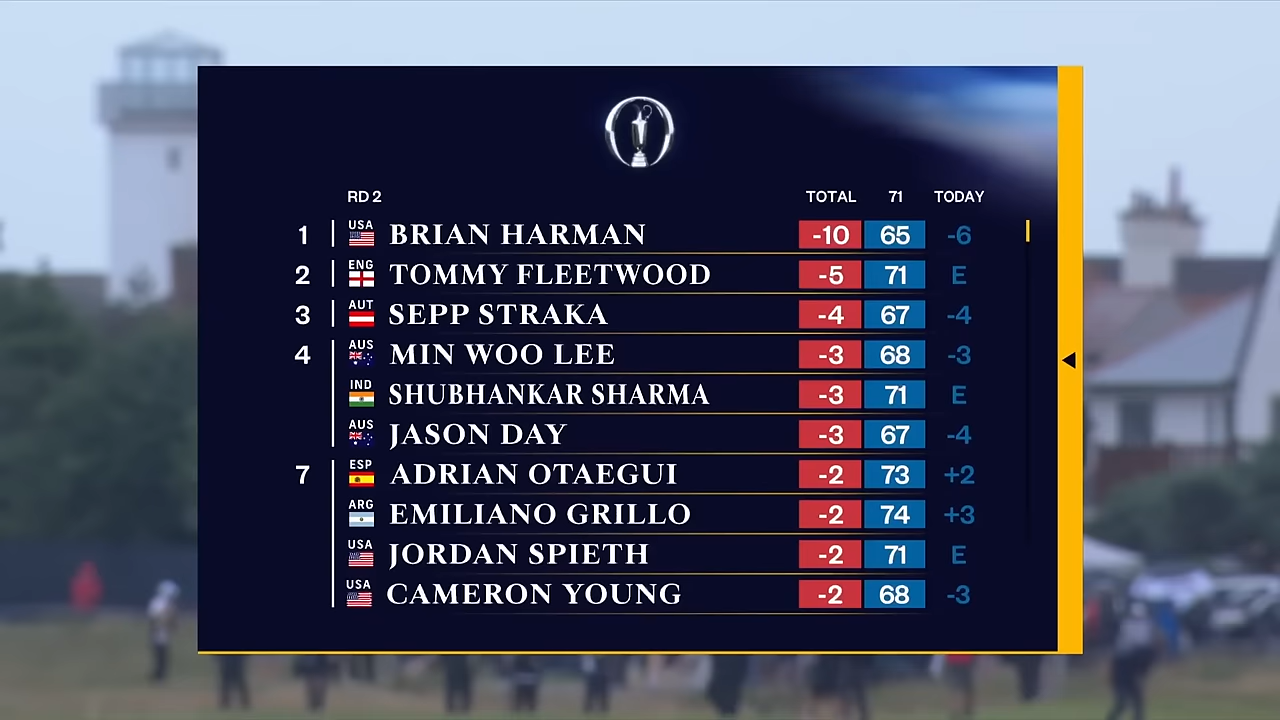 RD 2 TOTAL 71 TODAY
1 USA BRIAN HARMAN -10 65 -6
2 ENG TOMMY FLEETWOOD -5 71 E
3 AUT SEPP STRAKA -4 67 -4
4 AUS MIN WOO LEE -3 68 -3
IND SHUBHANKAR SHARMA -3 71 E
AUS JASON DAY -3 67 -4
7 ESP ADRIAN OTAEGUI -2 73 +2
ARG EMILIANO GRILLO -2 74 +3
USA JORDAN SPIETH -2 71 E
USA CAMERON YOUNG -2 68 -3